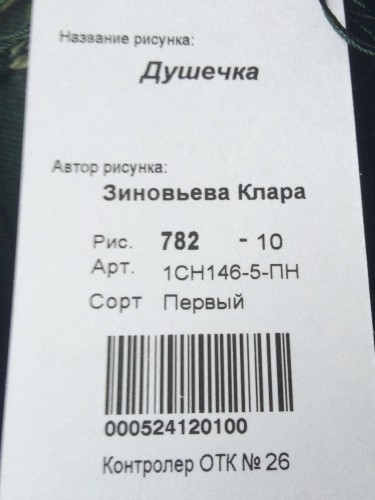 Название рисунка:
Душечка
Автор рисунка:
Зиновьева Клара
Рис. 782 - 10
Арт. 1СН146-5-ПН
Сорт Первый
000524120100
Контролер ОТК № 26